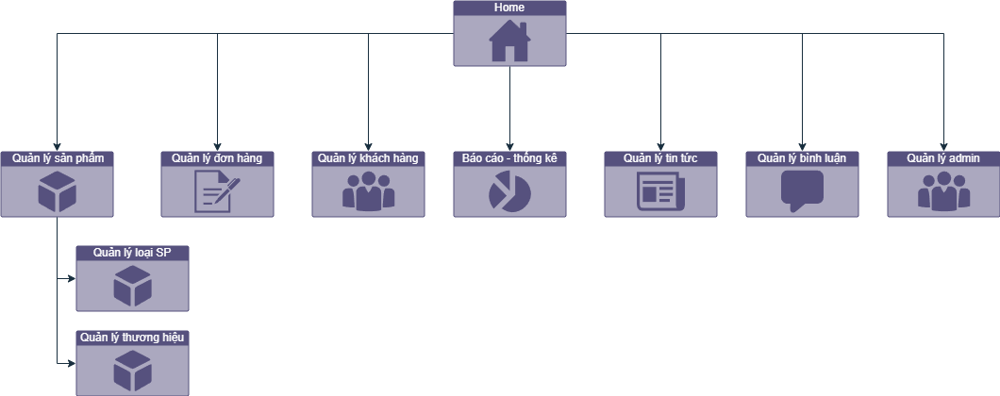 Home
Quản lý sản phẩm
Quản lý đơn hàng
Quản lý khách hàng
Báo cáo - thống kê
Quản lý tin tức
Quản lý bình luận
Quản lý admin
Quản lý loại SP
Quản lý thương hiệu